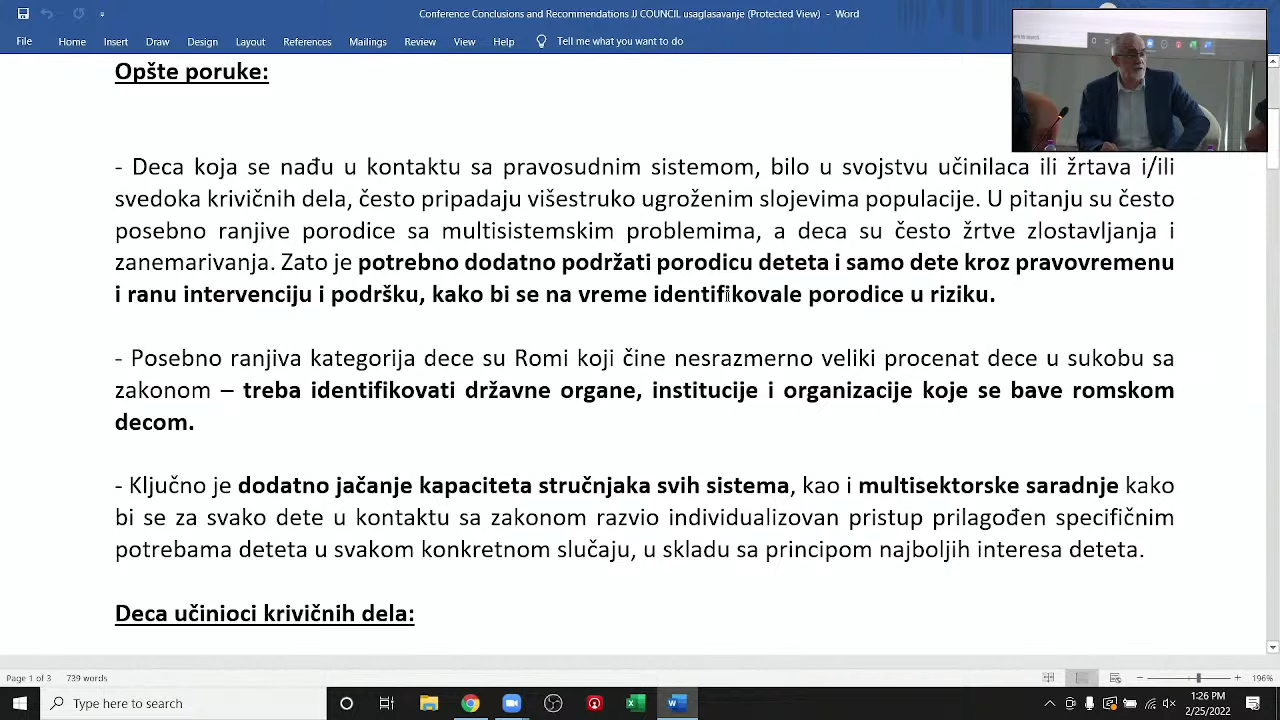 Conference Conclusions and Recommendations JJ COUNCIL usaglasavanje (Protected View) - Word
File Home Insert Draw Design Layout References Mailings Review View Help Tell me what you want to do
Opšte poruke:
- Deca koja se nađu u kontaktu sa pravosudnim sistemom, bilo u svojstvu učinilaca ili žrtava i/ili
svedoka krivičnih dela, često pripadaju višestruko ugroženim slojevima populacije. U pitanju su često
posebno ranjive porodice sa multisistemskim problemima, a deca su često žrtve zlostavljanja i
zanemarivanja. Zato je potrebno dodatno podržati porodicu deteta i samo dete kroz pravovremenu
i ranu intervenciju i podršku, kako bi se na vreme identifikovale porodice u riziku.
- Posebno ranjiva kategorija dece su Romi koji čine nesrazmerno veliki procenat dece u sukobu sa
zakonom – treba identifikovati državne organe, institucije i organizacije koje se bave romskom
decom.
- Ključno je dodatno jačanje kapaciteta stručnjaka svih sistema, kao i multisektorske saradnje kako
bi se za svako dete u kontaktu sa zakonom razvio individualizovan pristup prilagođen specifičnim
potrebama deteta u svakom konkretnom slučaju, u skladu sa principom najboljih interesa deteta.
Deca učinioci krivičnih dela:
Page 1 of 3 739 words 196%
Type here to search
1:26 PM
2/25/2022